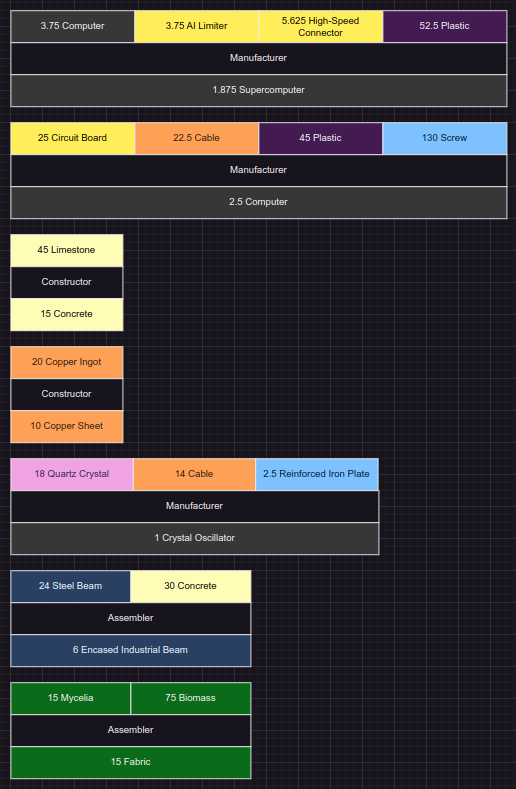 3.75 Computer
3.75 AI Limiter
5.625 High-Speed
Connector
52.5 Plastic
Manufacturer
1.875 Supercomputer
25 Circuit Board
22.5 Cable
45 Plastic
130 Screw
Manufacturer
2.5 Computer
45 Limestone
Constructor
15 Concrete
20 Copper Ingot
Constructor
10 Copper Sheet
18 Quartz Crystal
14 Cable
2.5 Reinforced Iron Plate
Manufacturer
1 Crystal Oscillator
24 Steel Beam
30 Concrete
Assembler
6 Encased Industrial Beam
15 Mycelia
75 Biomass
Assembler
15 Fabric